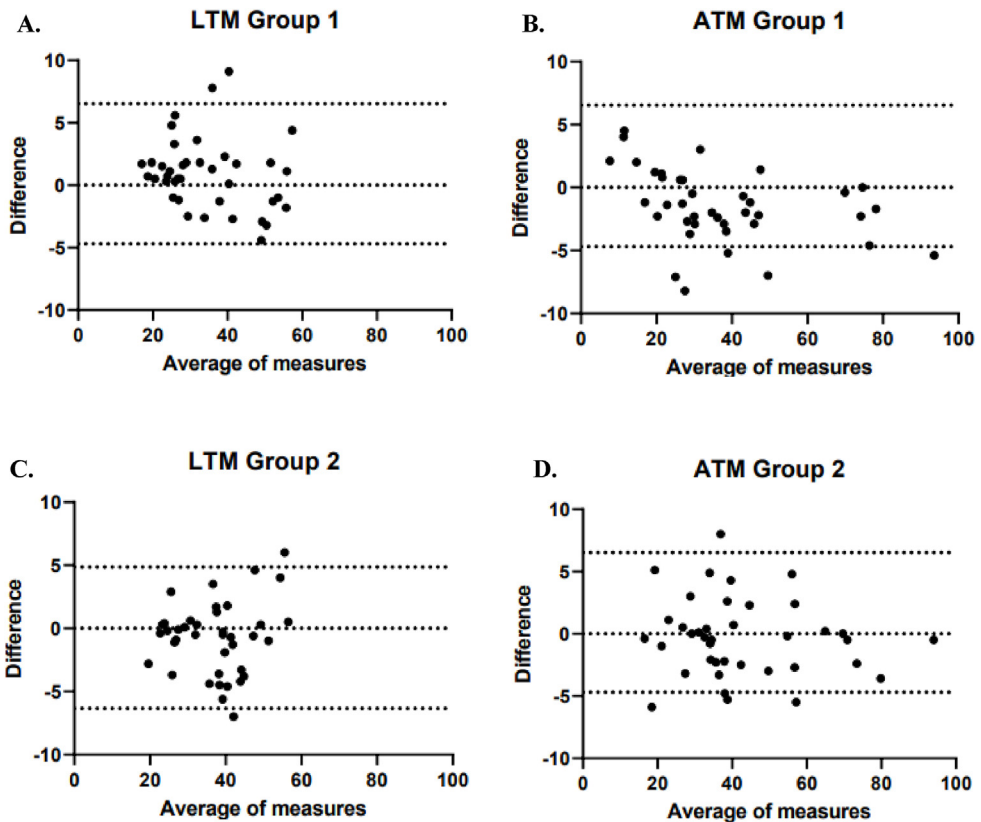 A.
LTM Group 1
10
5
0
-5
-10
Difference
0 20 40 60 80 100
Average of measures
B.
ATM Group 1
10
5
0
-5
-10
Difference
0 20 40 60 80 100
Average of measures
C.
LTM Group 2
10
5
0
-5
-10
Difference
0 20 40 60 80 100
Average of measures
D.
ATM Group 2
10
5
0
-5
-10
Difference
0 20 40 60 80 100
Average of measures